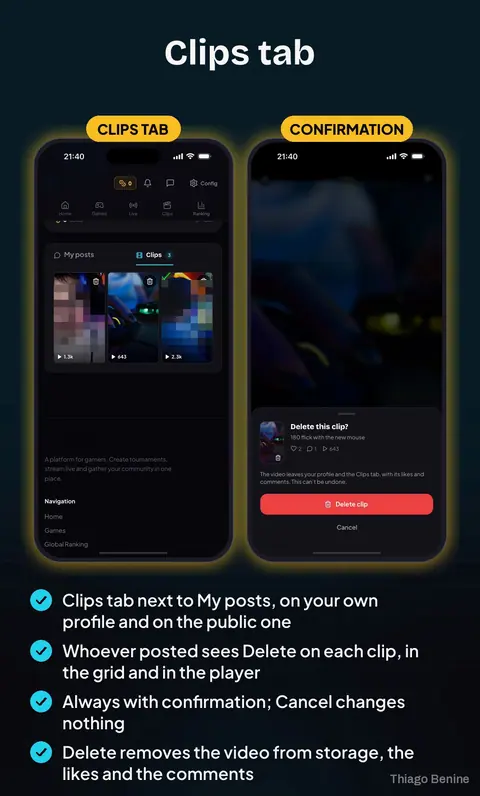 Clips tab
CLIPS TAB
CONFIRMATION
21:40
0
Config
Home
Games
Live
Clips
Ranking
My posts
Clips 3
1.3k
643
2.3k
A platform for gamers. Create tournaments,
stream live and gather your community in one
place.
Navigation
Home
Games
Global Ranking
21:40
Delete this clip?
180 flick with the new mouse
2 1 643
The video leaves your profile and the Clips tab, with its likes and
comments. This can't be undone.
Delete clip
Cancel
Clips tab next to My posts, on your own
profile and on the public one
Whoever posted sees Delete on each clip, in
the grid and in the player
Always with confirmation; Cancel changes
nothing
Delete removes the video from storage, the
likes and the comments
Thiago Benine